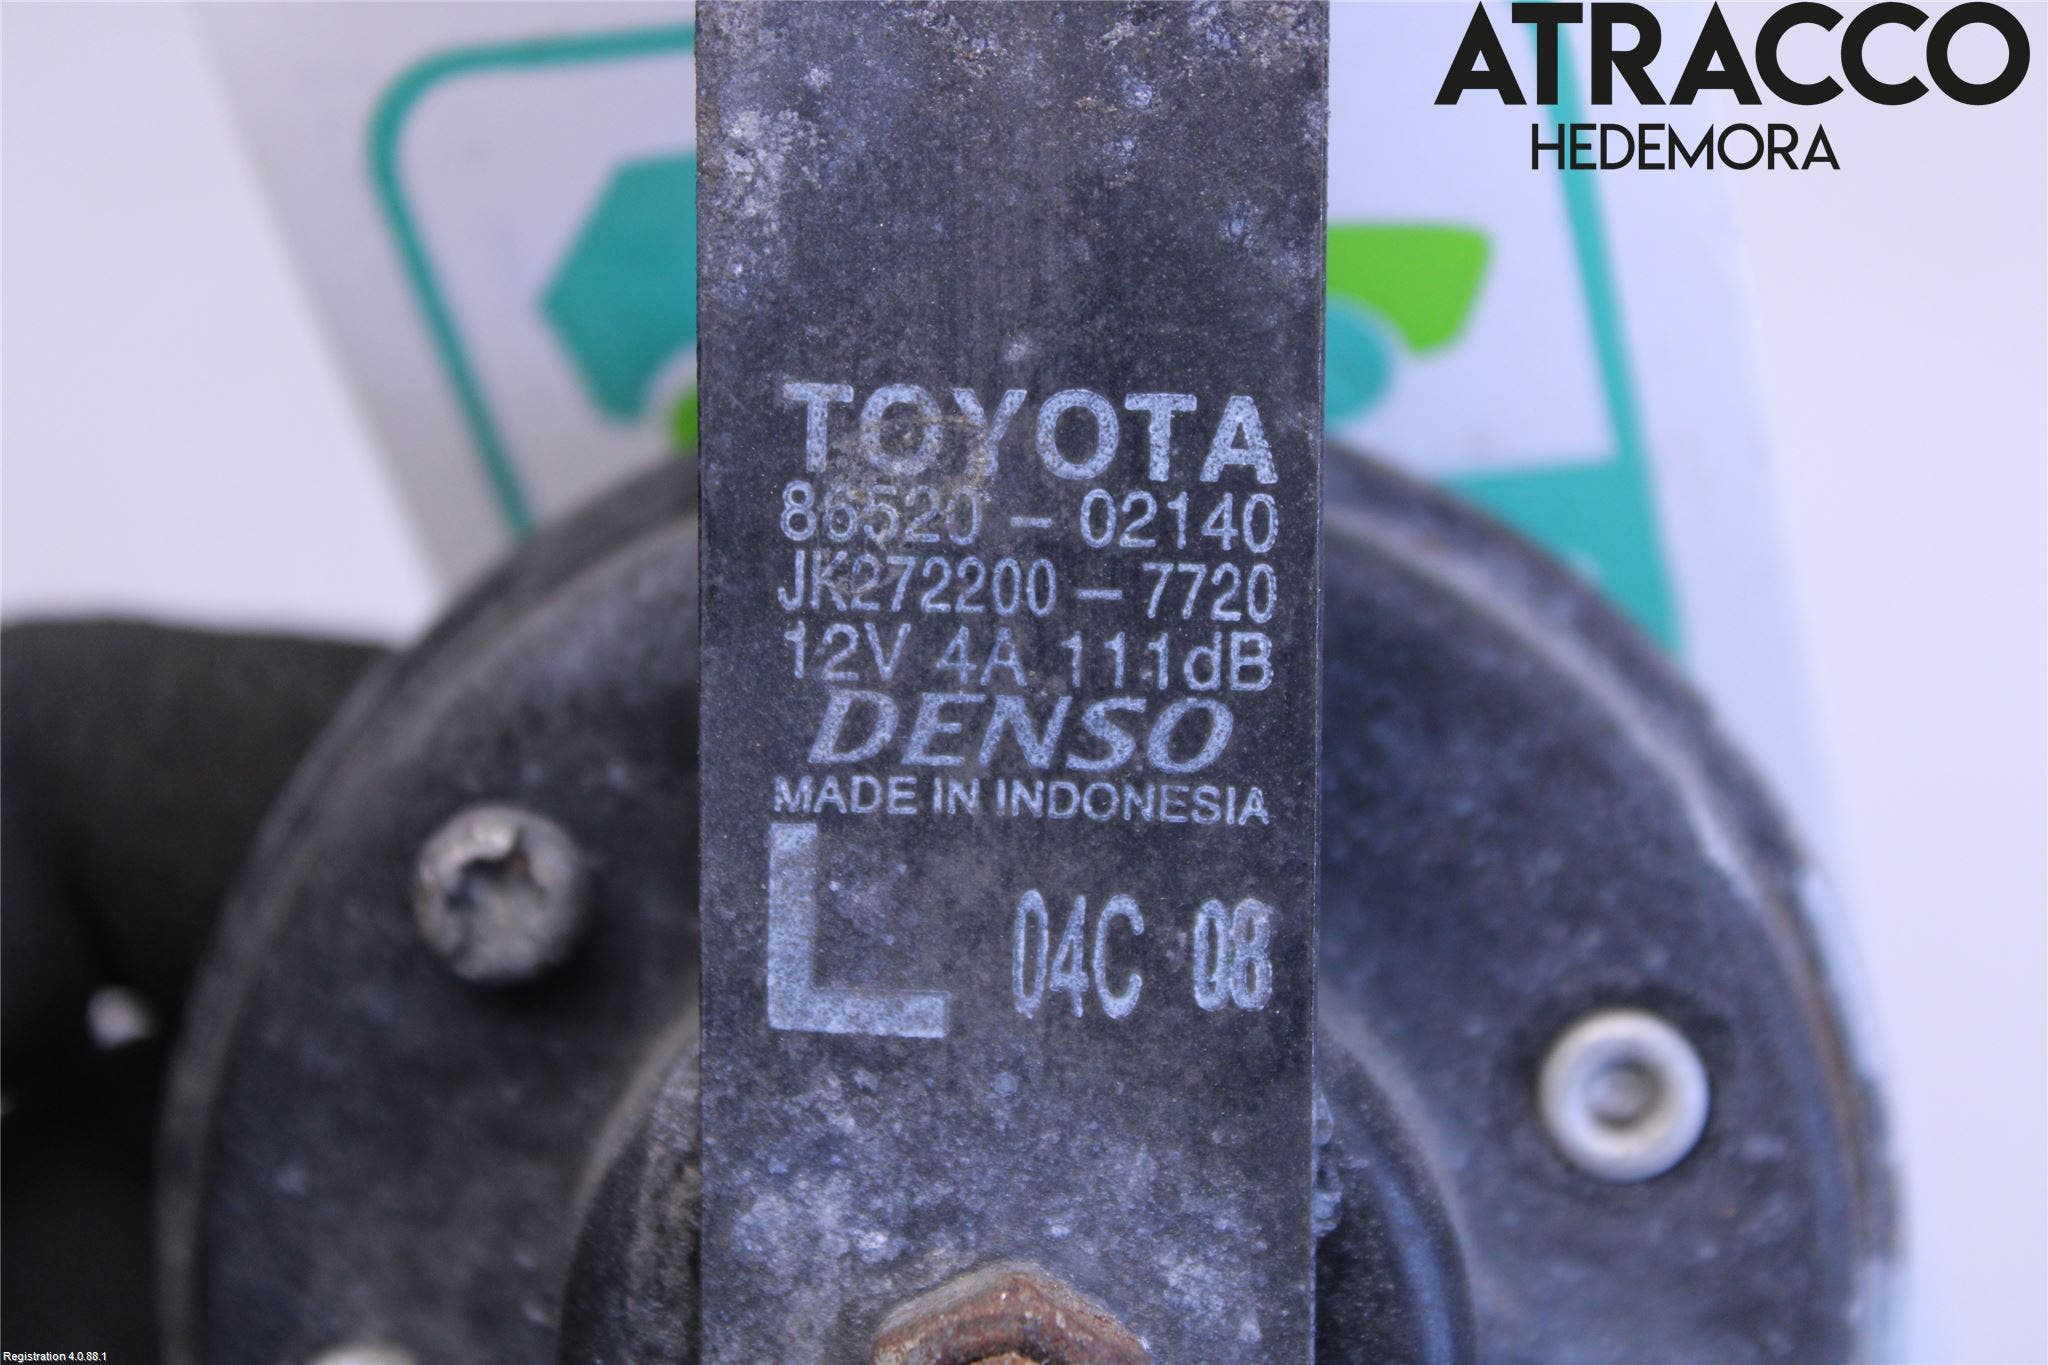 ATRACCO
HEDEMORA
TOYOTA
86520 - 02140
JK272200 - 7720
12V 4A 111dB
DENSO
MADE IN INDONESIA
L 04C 08
Registration 4.0.88.1